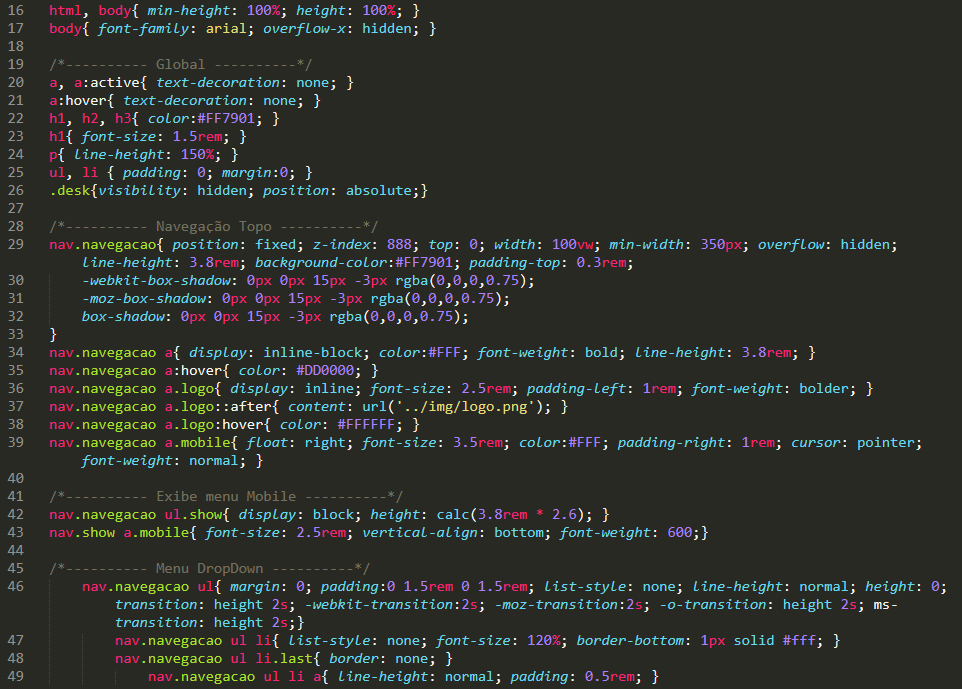 16 html, body{ min-height: 100%; height: 100%; }
17 body{ font-family: arial; overflow-x: hidden; }
18
19 /*---------- Global ----------*/
20 a, a:active{ text-decoration: none; }
21 a:hover{ text-decoration: none; }
22 h1, h2, h3{ color:#FF7901; }
23 h1{ font-size: 1.5rem; }
24 p{ line-height: 150%; }
25 ul, li { padding: 0; margin:0; }
26 .desk{visibility: hidden; position: absolute;}
27
28 /*---------- Navegação Topo ----------*/
29 nav.navegacao{ position: fixed; z-index: 888; top: 0; width: 100vw; min-width: 350px; overflow: hidden;
line-height: 3.8rem; background-color:#FF7901; padding-top: 0.3rem;
30 -webkit-box-shadow: 0px 0px 15px -3px rgba(0,0,0,0.75);
31 -moz-box-shadow: 0px 0px 15px -3px rgba(0,0,0,0.75);
32 box-shadow: 0px 0px 15px -3px rgba(0,0,0,0.75);
33 }
34 nav.navegacao a{ display: inline-block; color:#FFF; font-weight: bold; line-height: 3.8rem; }
35 nav.navegacao a:hover{ color: #DD0000; }
36 nav.navegacao a.logo{ display: inline; font-size: 2.5rem; padding-left: 1rem; font-weight: bolder; }
37 nav.navegacao a.logo::after{ content: url('../img/logo.png'); }
38 nav.navegacao a.logo:hover{ color: #FFFFFF; }
39 nav.navegacao a.mobile{ float: right; font-size: 3.5rem; color:#FFF; padding-right: 1rem; cursor: pointer;
font-weight: normal; }
40
41 /*---------- Exibe menu Mobile ----------*/
42 nav.navegacao ul.show{ display: block; height: calc(3.8rem * 2.6); }
43 nav.show a.mobile{ font-size: 2.5rem; vertical-align: bottom; font-weight: 600;}
44
45 /*---------- Menu DropDown ----------*/
46 nav.navegacao ul{ margin: 0; padding:0 1.5rem 0 1.5rem; list-style: none; line-height: normal; height: 0;
transition: height 2s; -webkit-transition:2s; -moz-transition:2s; -o-transition: height 2s; ms-
transition: height 2s;}
47 nav.navegacao ul li{ list-style: none; font-size: 120%; border-bottom: 1px solid #fff; }
48 nav.navegacao ul li.last{ border: none; }
49 nav.navegacao ul li a{ line-height: normal; padding: 0.5rem; }